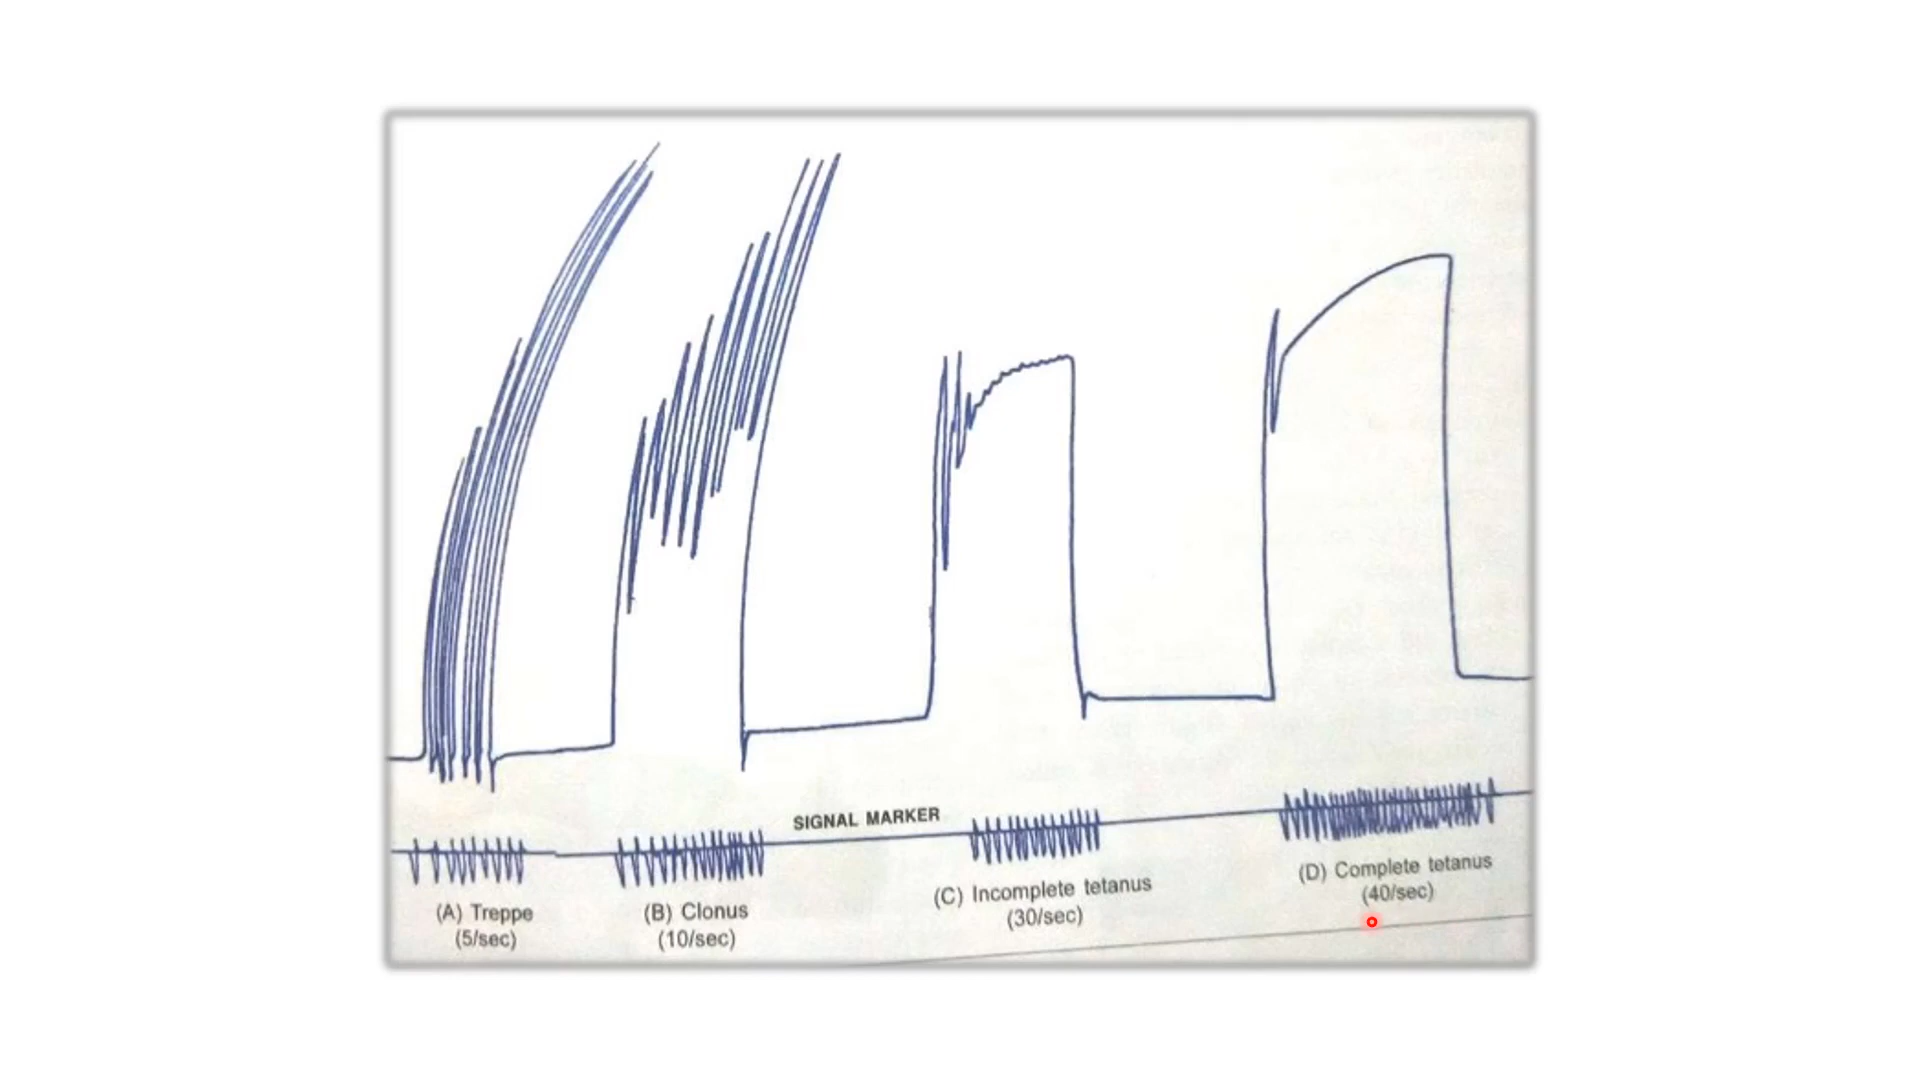 SIGNAL MARKER
(A) Treppe
(5/sec)
(B) Clonus
(10/sec)
(C) Incomplete tetanus
(30/sec)
(D) Complete tetanus
(40/sec)